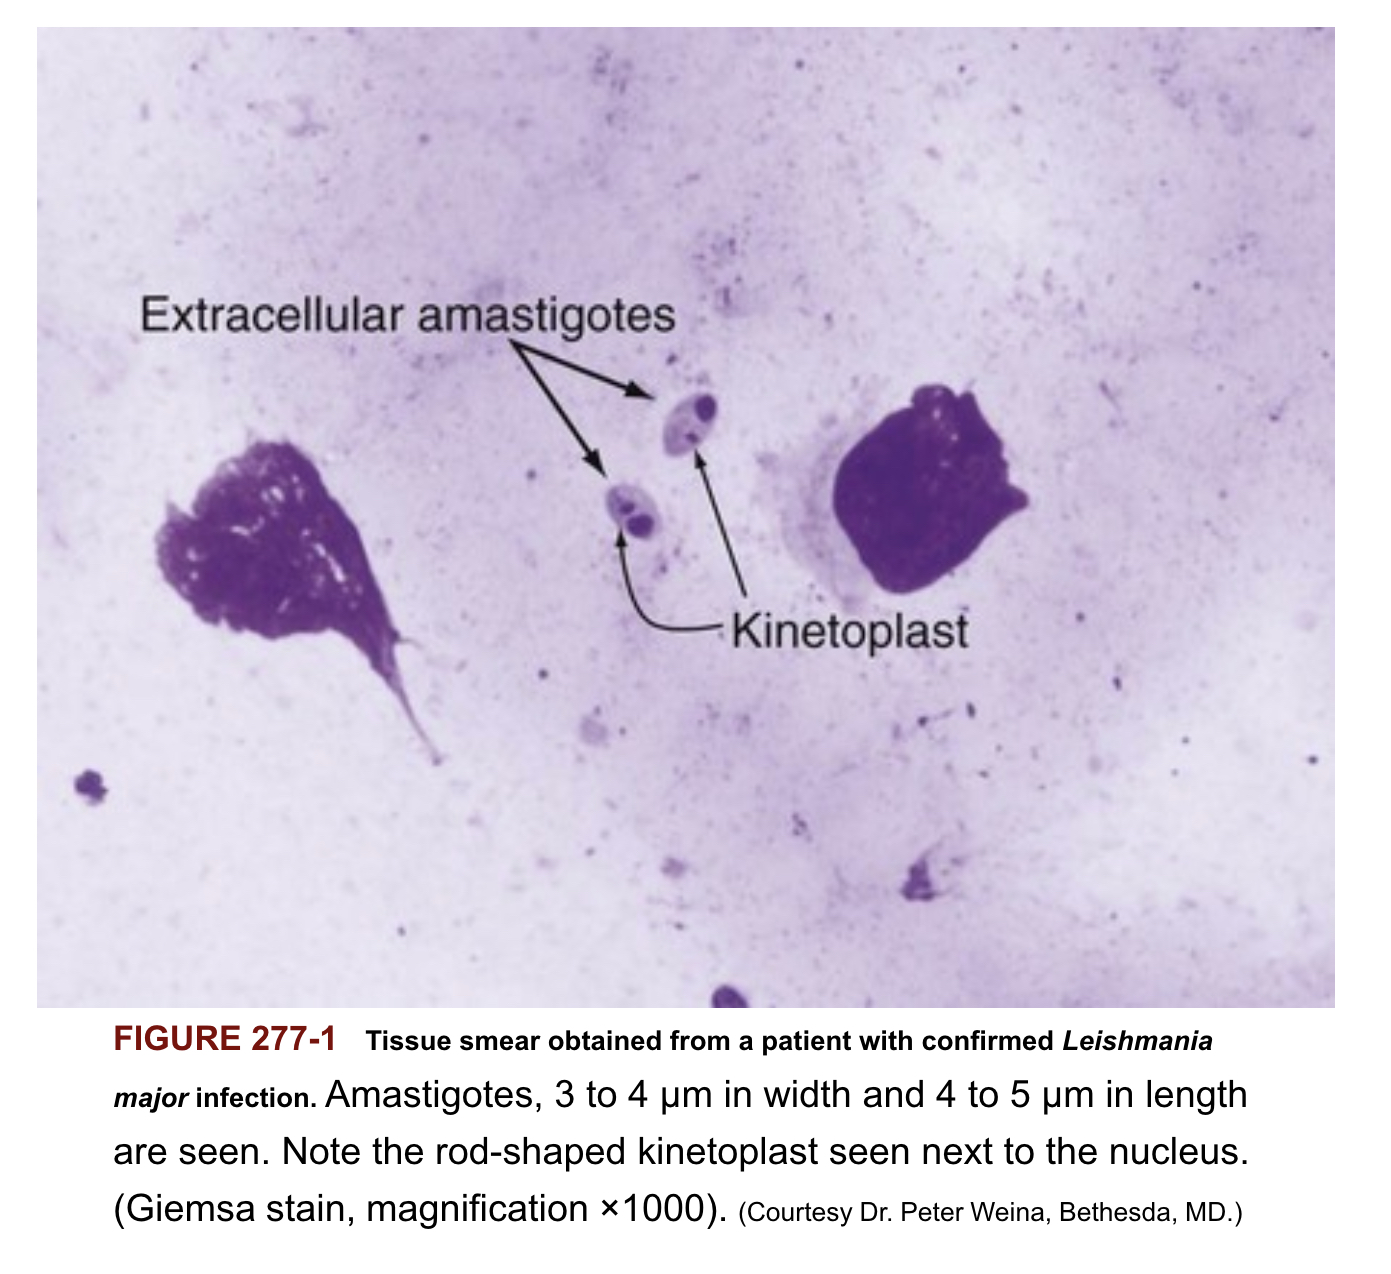 Extracellular amastigotes
Kinetoplast
FIGURE 277-1 Tissue smear obtained from a patient with confirmed Leishmania
major infection. Amastigotes, 3 to 4 µm in width and 4 to 5 µm in length
are seen. Note the rod-shaped kinetoplast seen next to the nucleus.
(Giemsa stain, magnification ×1000). (Courtesy Dr. Peter Weina, Bethesda, MD.)